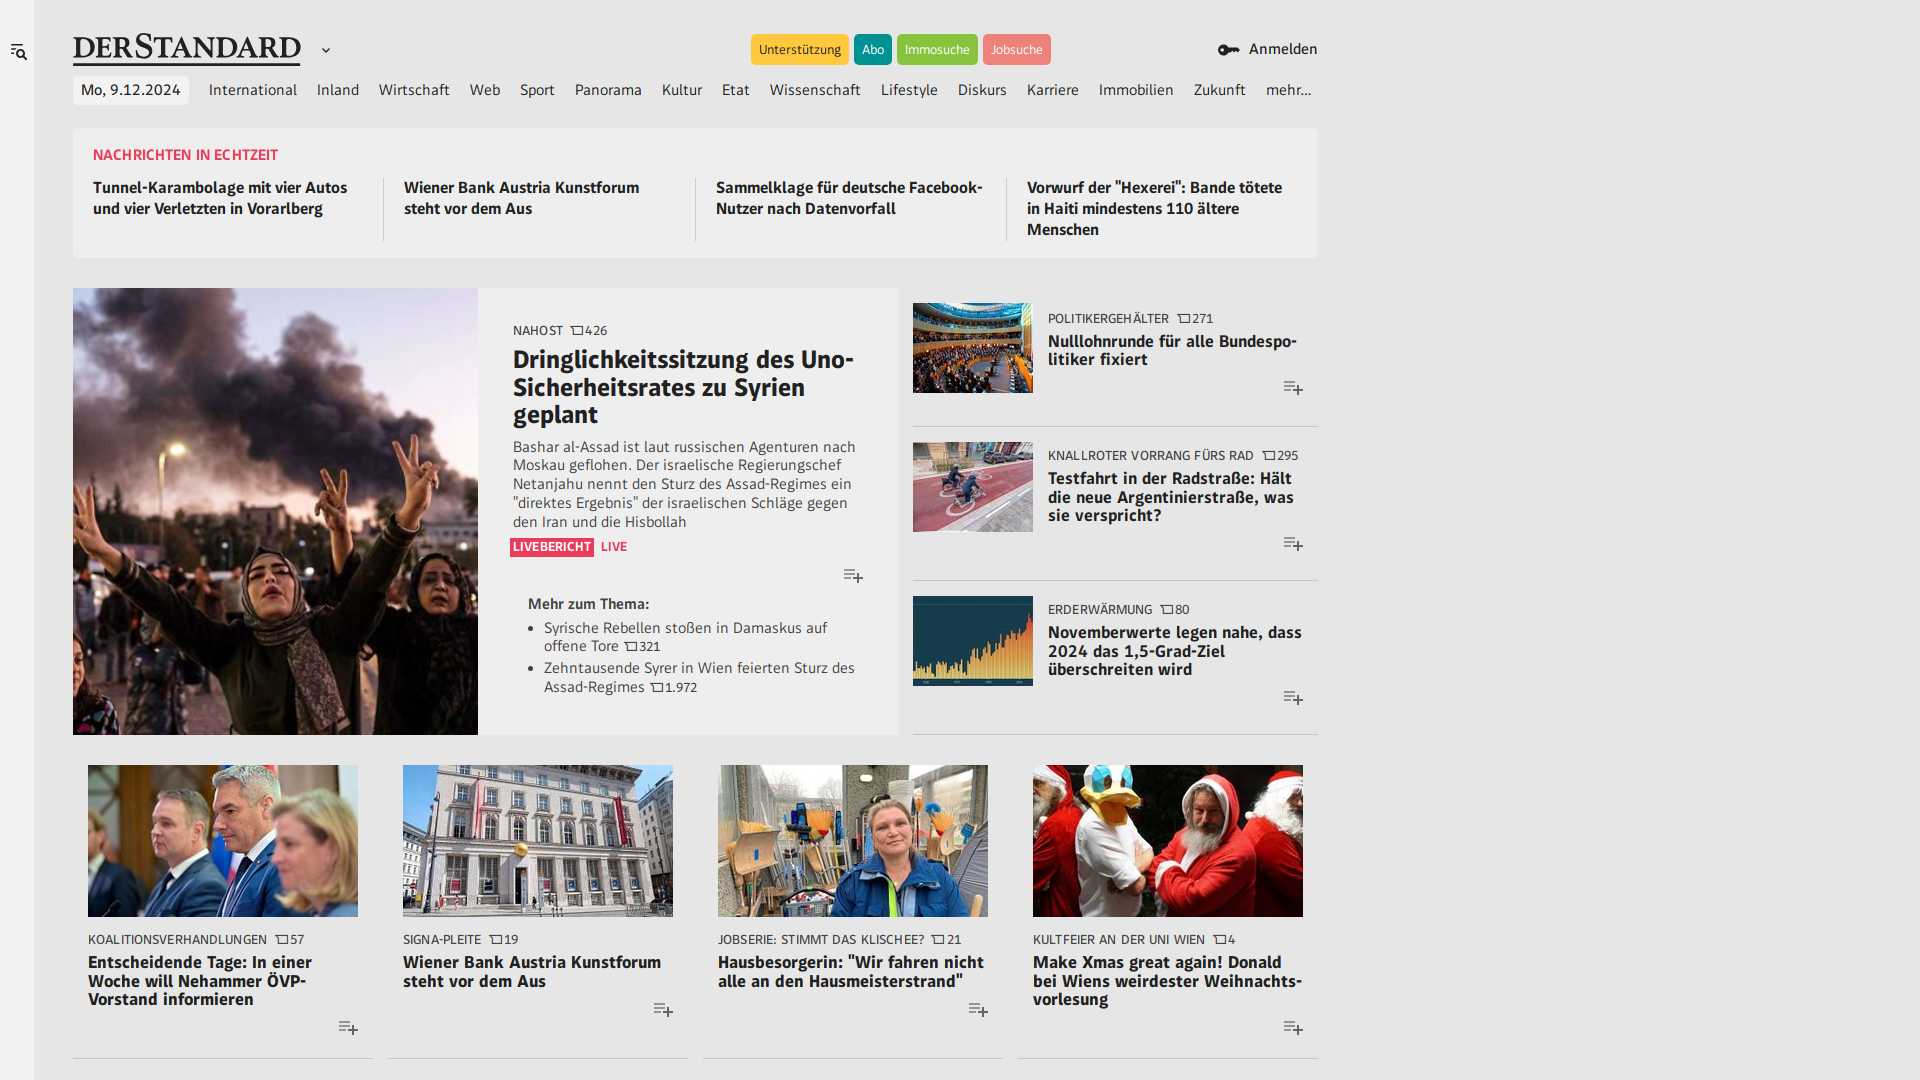 DERSTANDARD
Unterstützung
Abo
Immosuche
Jobsuche
Anmelden
Mo, 9.12.2024
International
Inland
Wirtschaft
Web
Sport
Panorama
Kultur
Etat
Wissenschaft
Lifestyle
Diskurs
Karriere
Immobilien
Zukunft
mehr...
NACHRICHTEN IN ECHTZEIT
Tunnel-Karambolage mit vier Autos
und vier Verletzten in Vorarlberg
Wiener Bank Austria Kunstforum
steht vor dem Aus
Sammelklage für deutsche Facebook-
Nutzer nach Datenvorfall
Vorwurf der "Hexerei": Bande tötete
in Haiti mindestens 110 ältere
Menschen
NAHOST 426
Dringlichkeitssitzung des Uno-
Sicherheitsrates zu Syrien
geplant
Bashar al-Assad ist laut russischen Agenturen nach
Moskau geflohen. Der israelische Regierungschef
Netanjahu nennt den Sturz des Assad-Regimes ein
"direktes Ergebnis" der israelischen Schläge gegen
den Iran und die Hisbollah
LIVEBERICHT LIVE
Mehr zum Thema:
Syrische Rebellen stoßen in Damaskus auf
offene Tore 321
Zehntausende Syrer in Wien feierten Sturz des
Assad-Regimes 1.972
POLITIKERGEHÄLTER 271
Nulllohnrunde für alle Bundespo-
litiker fixiert
KNALLROTER VORRANG FÜRS RAD 295
Testfahrt in der Radstraße: Hält
die neue Argentinierstraße, was
sie verspricht?
ERDERWÄRMUNG 80
Novemberwerte legen nahe, dass
2024 das 1,5-Grad-Ziel
überschreiten wird
KOALITIONSVERHANDLUNGEN 57
Entscheidende Tage: In einer
Woche will Nehammer ÖVP-
Vorstand informieren
SIGNA-PLEITE 19
Wiener Bank Austria Kunstforum
steht vor dem Aus
JOBSERIE: STIMMT DAS KLISCHEE? 21
Hausbesorgerin: "Wir fahren nicht
alle an den Hausmeisterstrand"
KULTFEIER AN DER UNI WIEN 4
Make Xmas great again! Donald
bei Wiens weirdester Weihnachts-
vorlesung